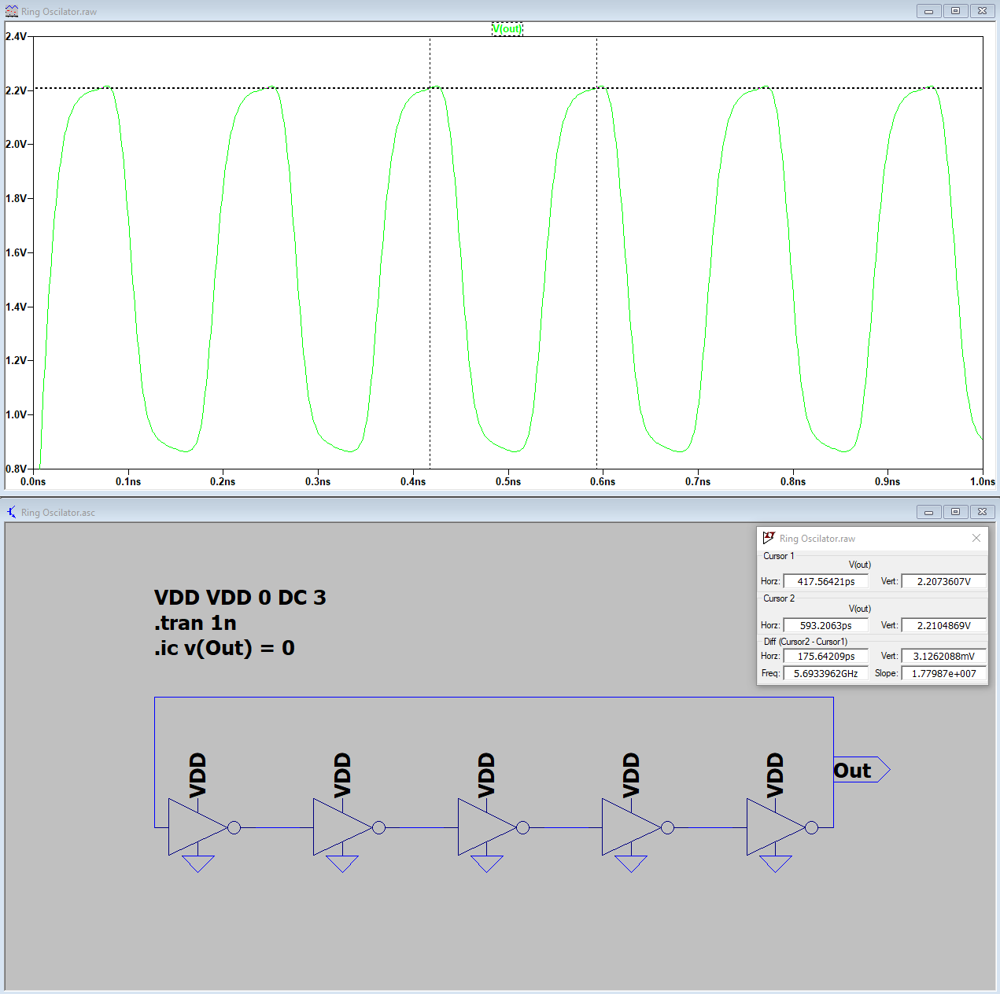 Ring Oscilator.raw
V(out)
2.4V
2.2V
2.0V
1.8V
1.6V
1.4V
1.2V
1.0V
0.8V
0.0ns 0.1ns 0.2ns 0.3ns 0.4ns 0.5ns 0.6ns 0.7ns 0.8ns 0.9ns 1.0ns
Ring Oscilator.asc
Ring Oscilator.raw
Cursor 1
V(out)
Horz: 417.56421ps Vert: 2.2073607V
Cursor 2
V(out)
Horz: 593.2063ps Vert: 2.2104869V
Diff (Cursor2 - Cursor1)
Horz: 175.64209ps Vert: 3.1262088mV
Freq: 5.6933962GHz Slope: 1.77987e+007
VDD VDD 0 DC 3
.tran 1n
.ic v(Out) = 0
VDD VDD VDD VDD VDD
Out